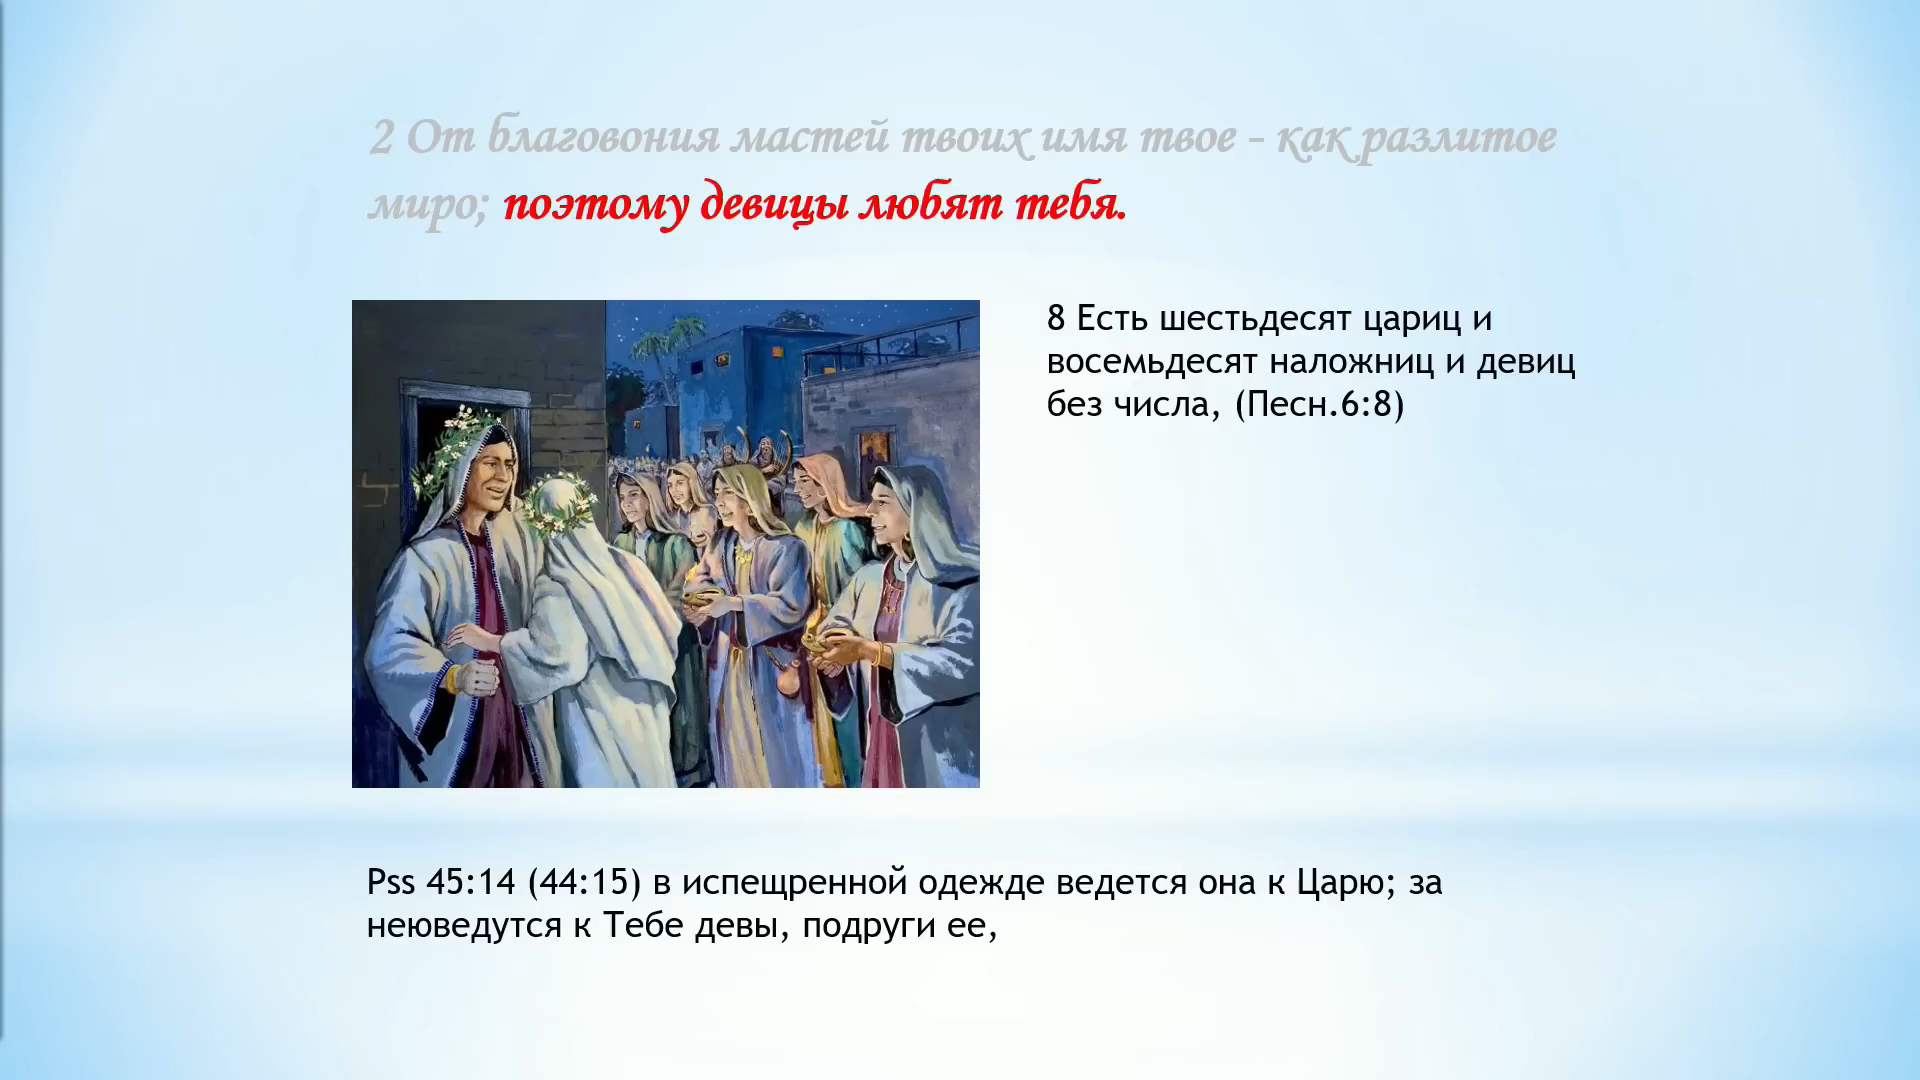 2 От благовония мастей твоих имя твое - как разлитое
миро; поэтому девицы любят тебя.
8 Есть шестьдесят цариц и
восемьдесят наложниц и девиц
без числа, (Песн.6:8)
Pss 45:14 (44:15) в испещренной одежде ведется она к Царю; за
неюведутся к Тебе девы, подруги ее,